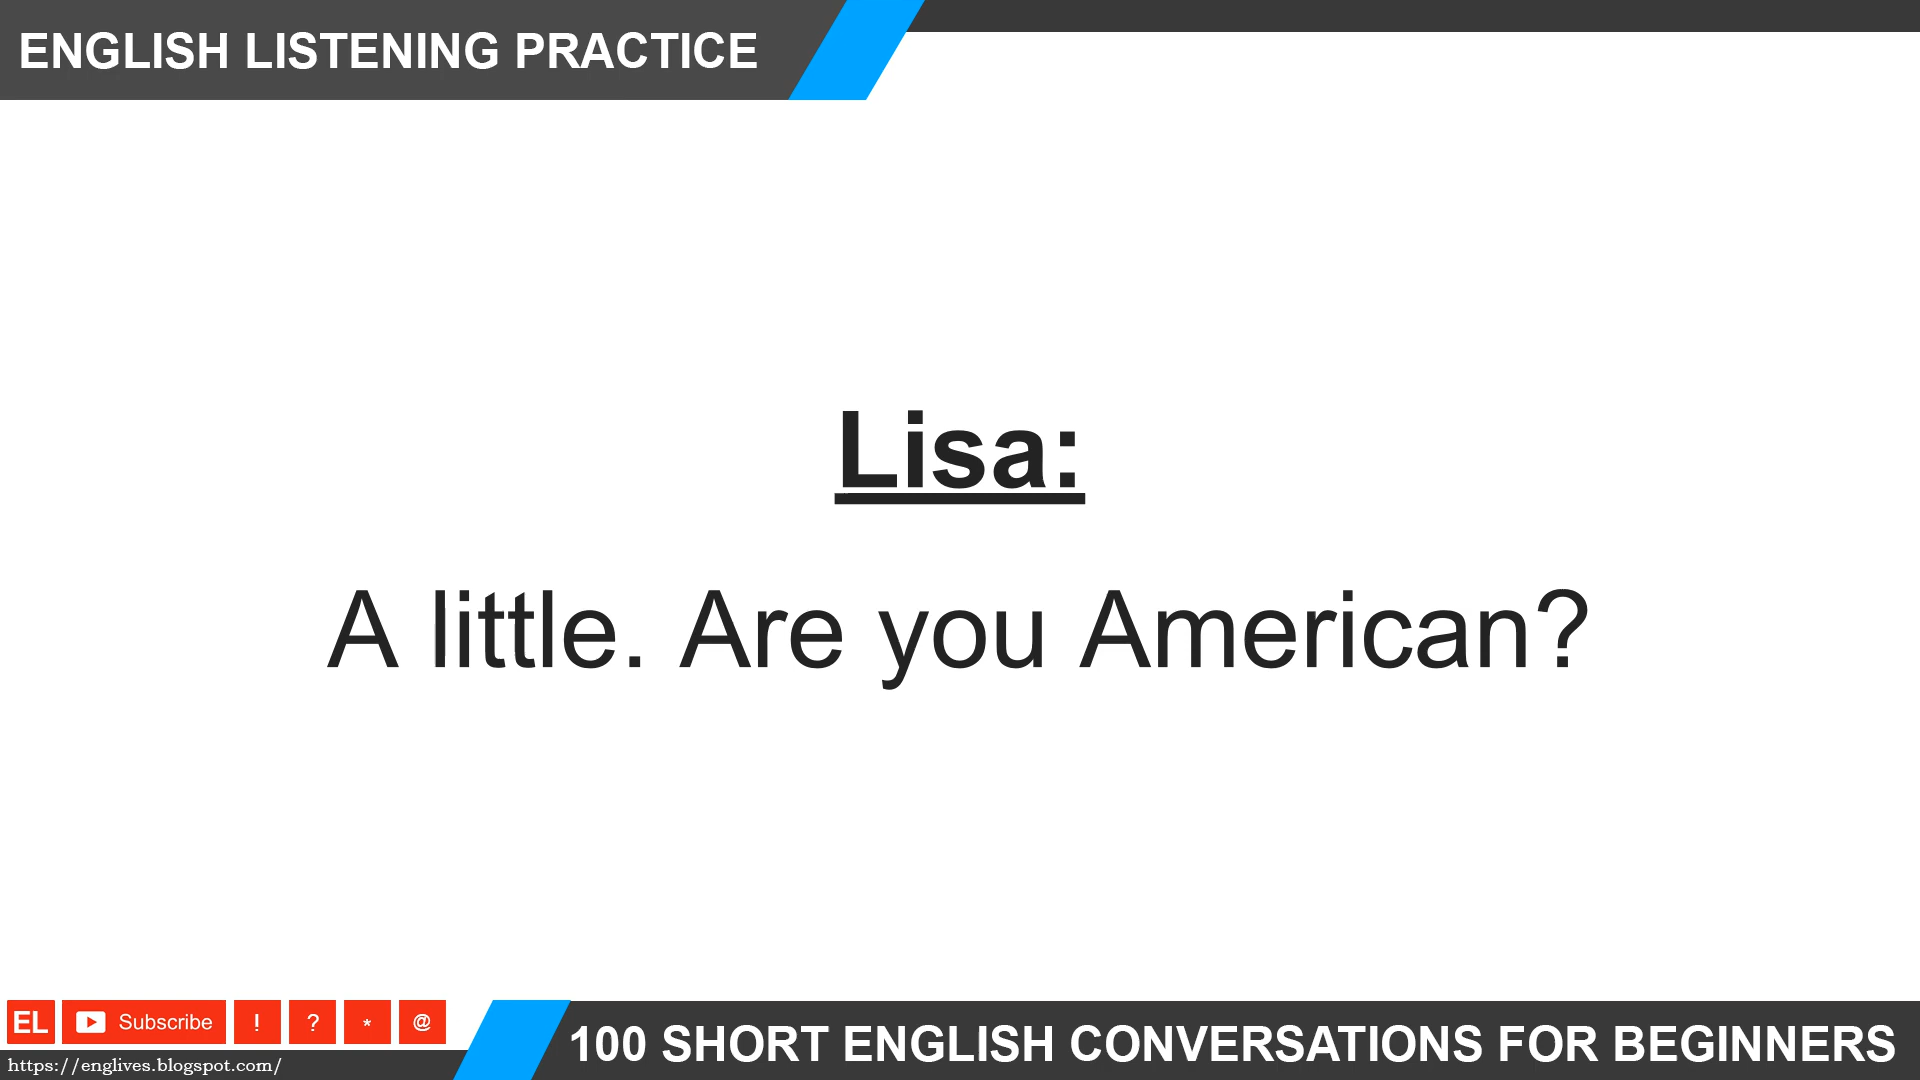 ENGLISH LISTENING PRACTICE
Lisa:
A little. Are you American?
EL Subscribe ! ? * @
100 SHORT ENGLISH CONVERSATIONS FOR BEGINNERS
https://englives.blogspot.com/